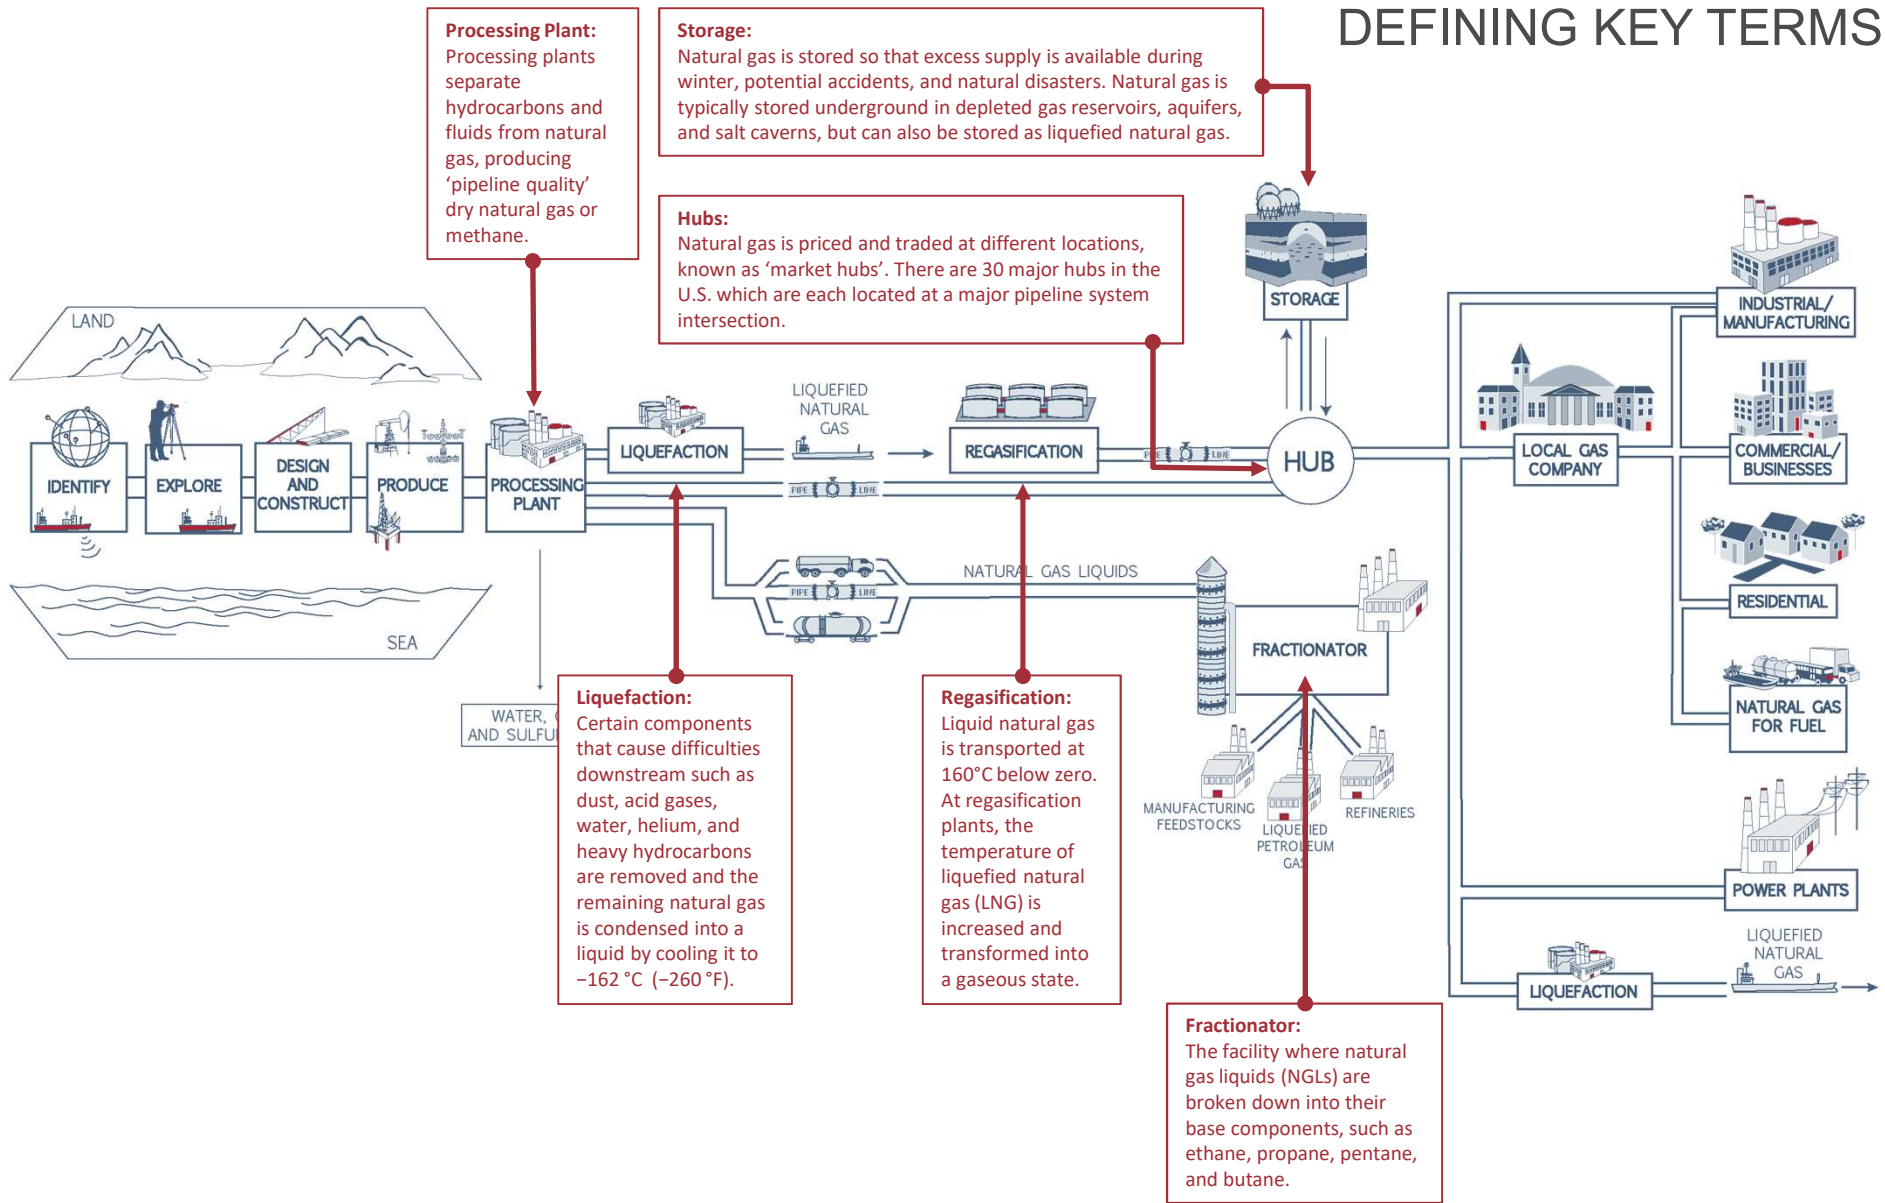 DEFINING KEY TERMS
Processing Plant:
Processing plants
separate
hydrocarbons and
fluids from natural
gas, producing
‘pipeline quality’
dry natural gas or
methane.
Storage:
Natural gas is stored so that excess supply is available during
winter, potential accidents, and natural disasters. Natural gas is
typically stored underground in depleted gas reservoirs, aquifers,
and salt caverns, but can also be stored as liquefied natural gas.
Hubs:
Natural gas is priced and traded at different locations,
known as ‘market hubs’. There are 30 major hubs in the
U.S. which are each located at a major pipeline system
intersection.
LAND
IDENTIFY
EXPLORE
DESIGN
AND
CONSTRUCT
PRODUCE
PROCESSING
PLANT
SEA
LIQUEFACTION
LIQUEFIED
NATURAL
GAS
REGASIFICATION
PIPE LINE
PIPE LINE
HUB
STORAGE
PIPE LINE
NATURAL GAS LIQUIDS
FRACTIONATOR
MANUFACTURING
FEEDSTOCKS
LIQUEFIED
PETROLEUM
GAS
REFINERIES
WATER,
AND
LOCAL GAS
COMPANY
INDUSTRIAL/
MANUFACTURING
COMMERCIAL/
BUSINESSES
RESIDENTIAL
NATURAL GAS
FOR FUEL
POWER PLANTS
LIQUEFACTION
LIQUEFIED
NATURAL
GAS
Liquefaction:
Certain components
that cause difficulties
downstream such as
dust, acid gases,
water, helium, and
heavy hydrocarbons
are removed and the
remaining natural gas
is condensed into a
liquid by cooling it to
−162 °C (−260 °F).
Regasification:
Liquid natural gas
is transported at
160°C below zero.
At regasification
plants, the
temperature of
liquefied natural
gas (LNG) is
increased and
transformed into
a gaseous state.
Fractionator:
The facility where natural
gas liquids (NGLs) are
broken down into their
base components, such as
ethane, propane, pentane,
and butane.